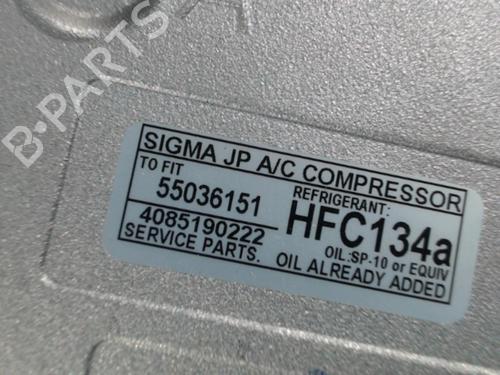 B-PARTS
SIGMA JP A/C COMPRESSOR
TO FIT
55036151
REFRIGERANT:
HFC134a
4085190222
OIL:SP-10 or EQUIV
SERVICE PARTS. OIL ALREADY ADDED